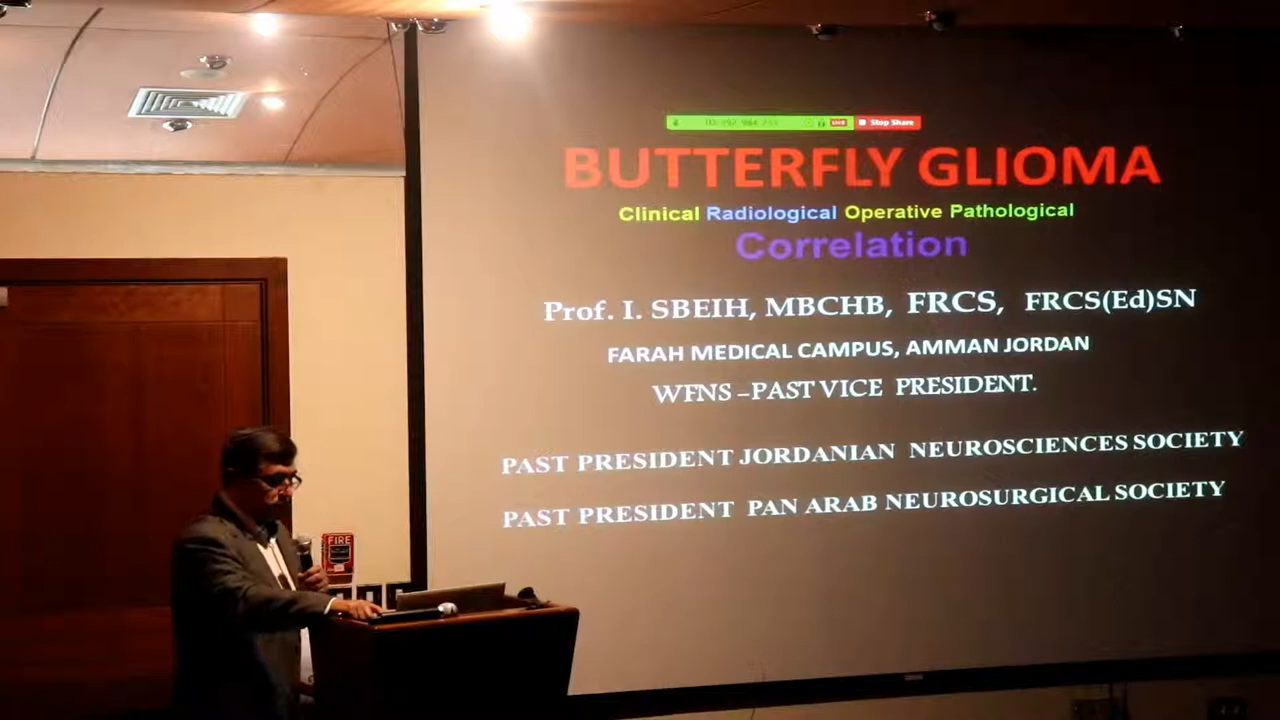 LIVE Stop Share
BUTTERFLY GLIOMA
Clinical Radiological Operative Pathological
Correlation
Prof. I. SBEIH, MBCHB, FRCS, FRCS(Ed)SN
FARAH MEDICAL CAMPUS, AMMAN JORDAN
WFNS –PAST VICE PRESIDENT.
PAST PRESIDENT JORDANIAN NEUROSCIENCES SOCIETY
PAST PRESIDENT PAN ARAB NEUROSURGICAL SOCIETY
FIRE